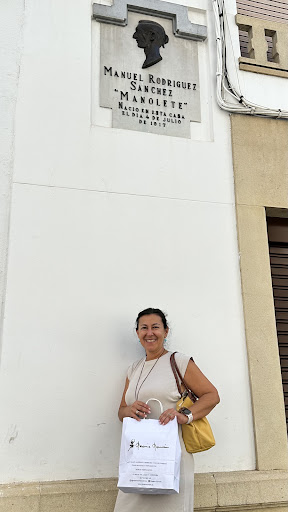 MANUEL RODRIGUEZ
SANCHEZ
"MANOLETE"
NACIO EN ESTA CASA
EL DIA 4 DE JULIO
DE 1917